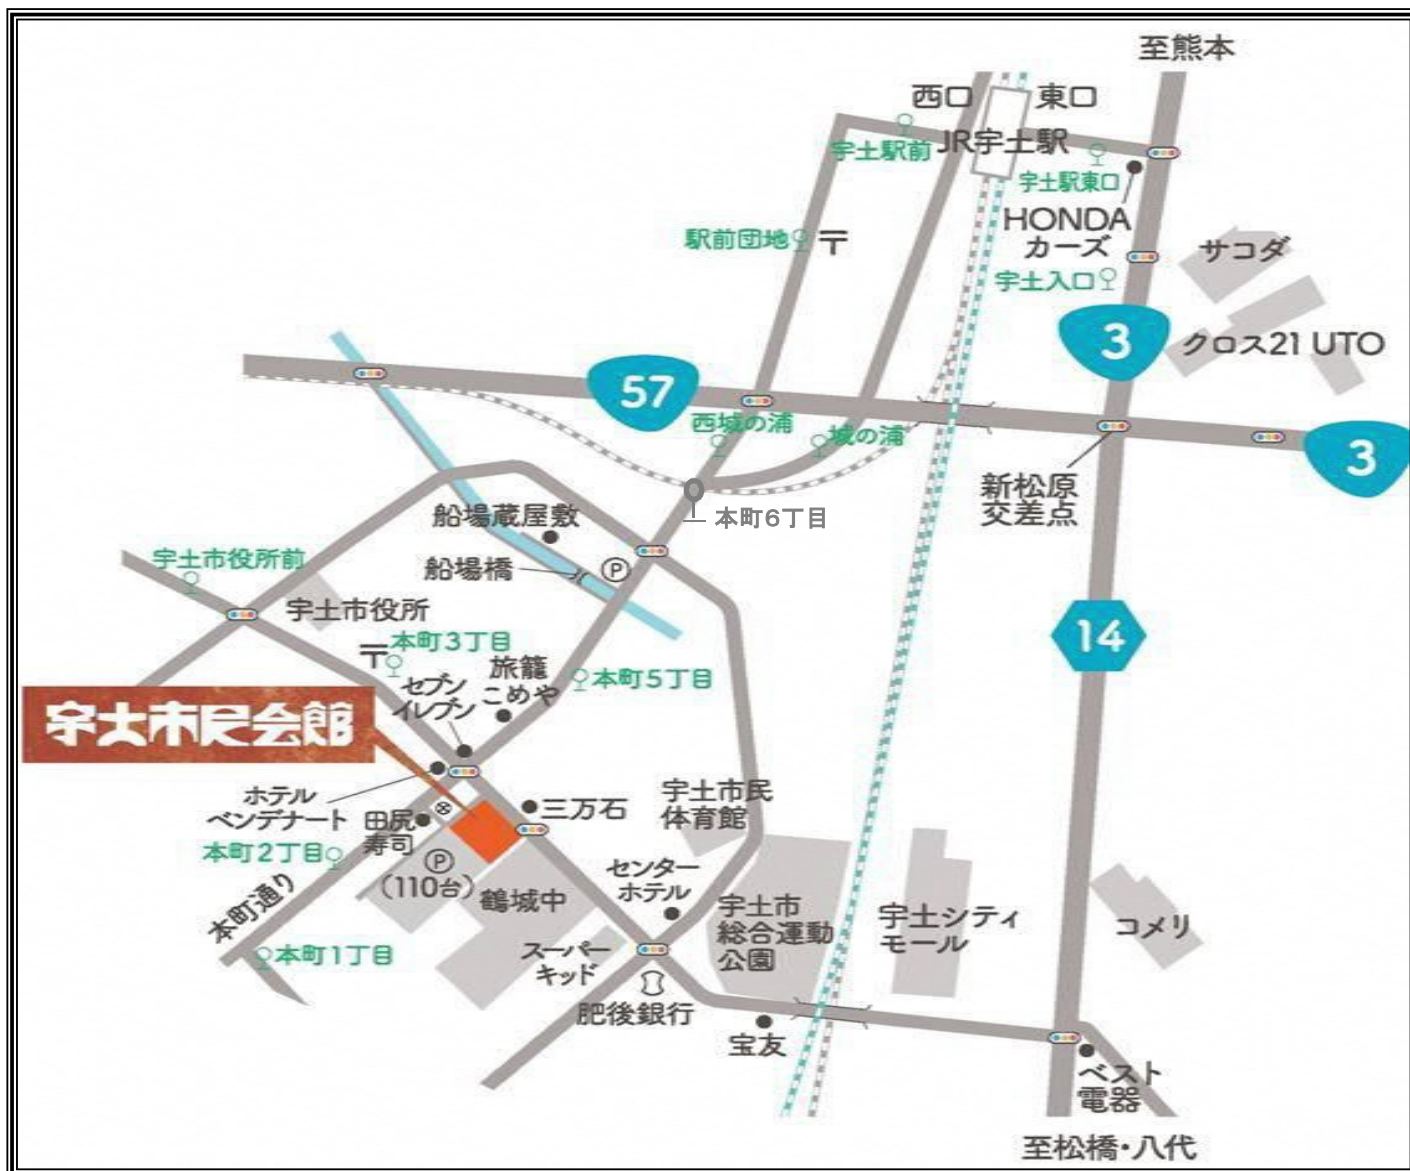 至熊本
西口
東口
JR宇土駅
宇土駅前
宇土駅東口
HONDA
カーズ
駅前団地
〒
サコダ
宇土入口
3
クロス21 UTO
57
西城の浦
城の浦
3
新松原
交差点
本町6丁目
船場蔵屋敷
船場橋
P
宇土市役所前
宇土市役所
14
〒
本町3丁目
旅籠
こめや
本町5丁目
セブン
イレブン
宇土市民会館
ホテル
ベンデナート
田尻
寿司
三万石
宇土市民
体育館
本町2丁目
P
(110台)
鶴城中
センター
ホテル
本町通り
宇土市
総合運動
公園
宇土シティ
モール
コメリ
本町1丁目
スーパー
キッド
肥後銀行
宝友
ベスト
電器
至松橋・八代